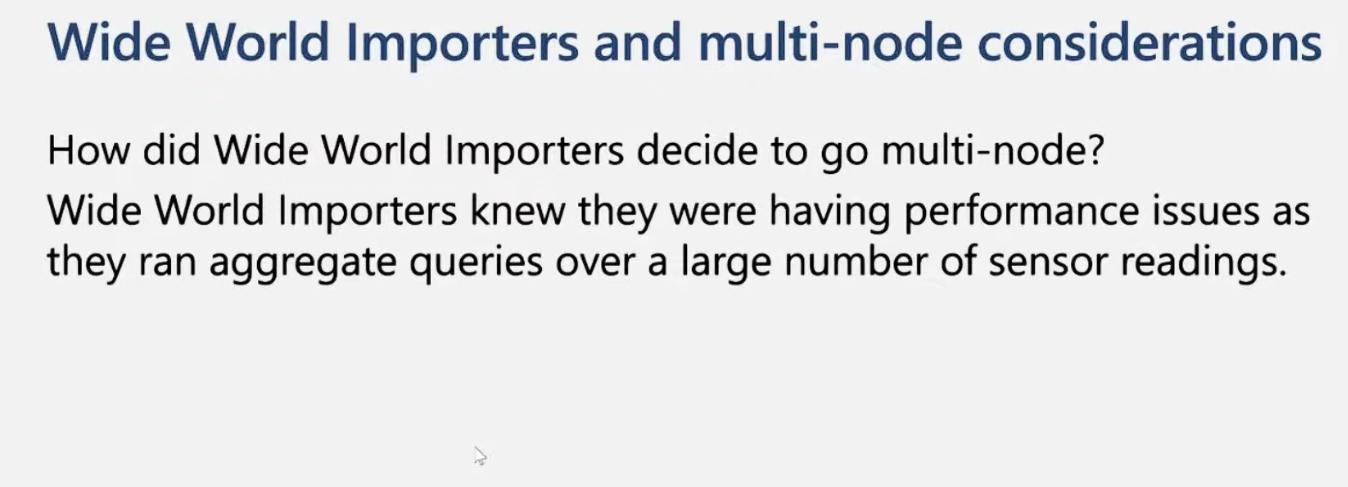 Wide World Importers and multi-node considerations
How did Wide World Importers decide to go multi-node?
Wide World Importers knew they were having performance issues as
they ran aggregate queries over a large number of sensor readings.